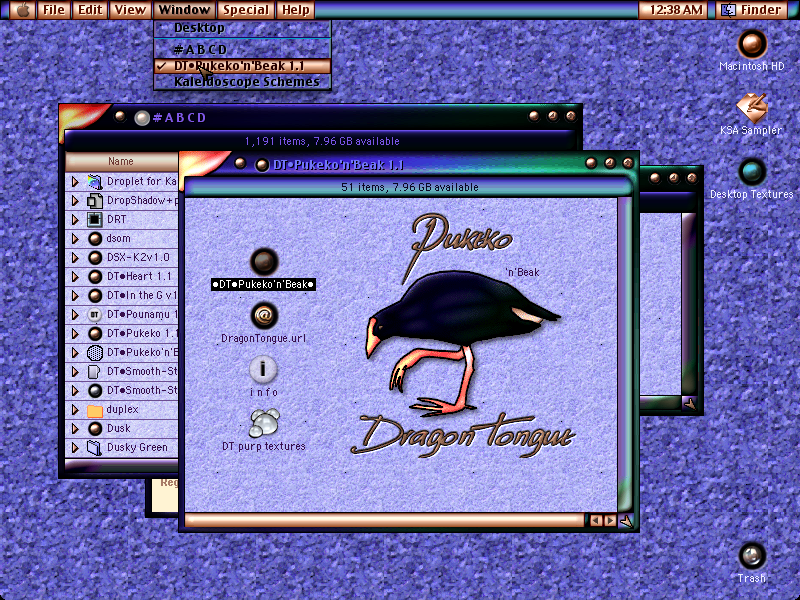 File Edit View Window Special Help 12:38 AM Finder
Desktop
#ABCD
✓ DT•Pukeko'n'Beak 1.1
Kaleidoscope Schemes
Macintosh HD
KSA Sampler
Desktop Textures
Trash
#ABCD
1,191 items, 7.96 GB available
Name
Droplet for Ka
DropShadow+
DRT
dsom
DSX-K2v1.0
DT•Heart 1.1
DT•In the G v1
DT•Pounamu 1
DT•Pukeko 1.1
DT•Pukeko'n'B
DT•Smooth-St
DT•Smooth-St
duplex
Dusk
Dusky Green
Reg
DT•Pukeko'n'Beak 1.1
51 items, 7.96 GB available
•DT•Pukeko'n'Beak•
DragonTongue.url
info
DT purp textures
Pukeko
'n'Beak
Dragon Tongue